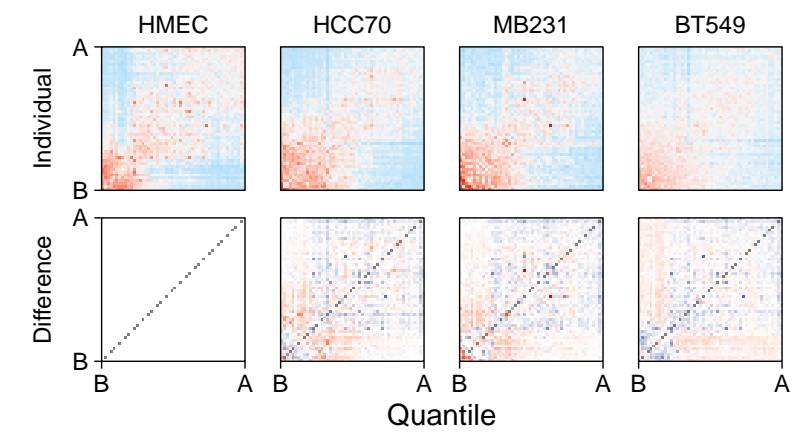 HMEC HCC70 MB231 BT549
A
Individual
B
A
Difference
B
B A B A B A B A
Quantile